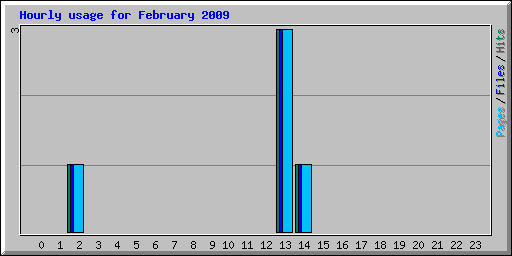 Hourly usage for February 2009
3
Pages/Files/Hits
0 1 2 3 4 5 6 7 8 9 10 11 12 13 14 15 16 17 18 19 20 21 22 23